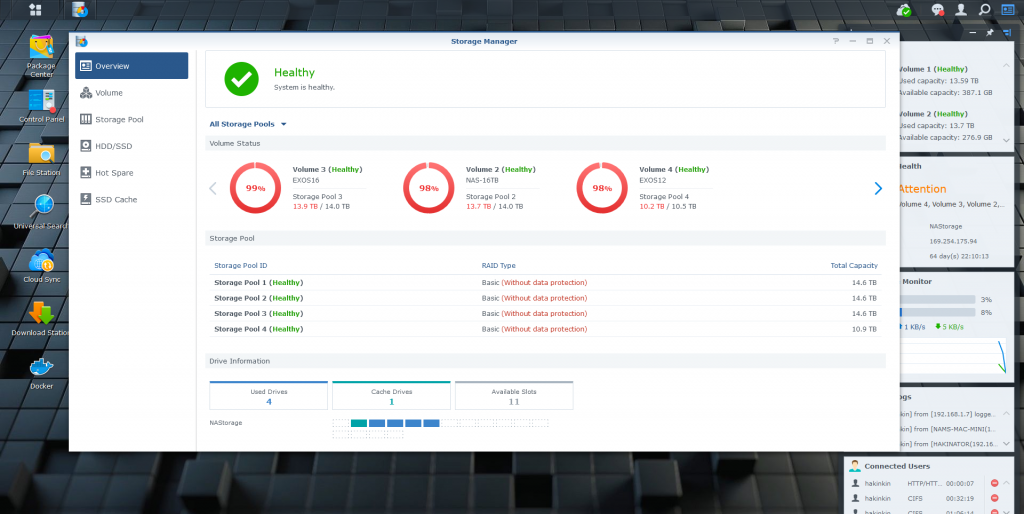 Package
Center
Control Panel
File Station
Universal Search
Cloud Sync
Download Station
Docker
Storage Manager
Overview
Volume
Storage Pool
HDD/SSD
Hot Spare
SSD Cache
Healthy
System is healthy.
All Storage Pools
Volume Status
99%
Volume 3 (Healthy)
EXOS16
Storage Pool 3
13.9 TB / 14.0 TB
98%
Volume 2 (Healthy)
NAS-16TB
Storage Pool 2
13.7 TB / 14.0 TB
98%
Volume 4 (Healthy)
EXOS12
Storage Pool 4
10.2 TB / 10.5 TB
Storage Pool
Storage Pool ID RAID Type Total Capacity
Storage Pool 1 (Healthy) Basic (Without data protection) 14.6 TB
Storage Pool 2 (Healthy) Basic (Without data protection) 14.6 TB
Storage Pool 3 (Healthy) Basic (Without data protection) 14.6 TB
Storage Pool 4 (Healthy) Basic (Without data protection) 10.9 TB
Drive Information
Used Drives
4
Cache Drives
1
Available Slots
11
NAStorage
Volume 1 (Healthy)
Used capacity: 13.59 TB
Available capacity: 387.1 GB
Volume 2 (Healthy)
Used capacity: 13.7 TB
Available capacity: 276.9 GB
Health
Attention
Volume 4, Volume 3, Volume 2,...
NAStorage
169.254.175.94
64 day(s) 22:10:13
Monitor
3%
8%
1 KB/s 5 KB/s
ogs
kin] from [192.168.1.7] logge...
kin] from [NAMS-MAC-MINI(1...
kin] from [HAKINATOR(192.16...
Connected Users
hakinkin HTTP/HTT... 00:00:07
hakinkin CIFS 00:32:19
hakinkin CIFS 01:06:14